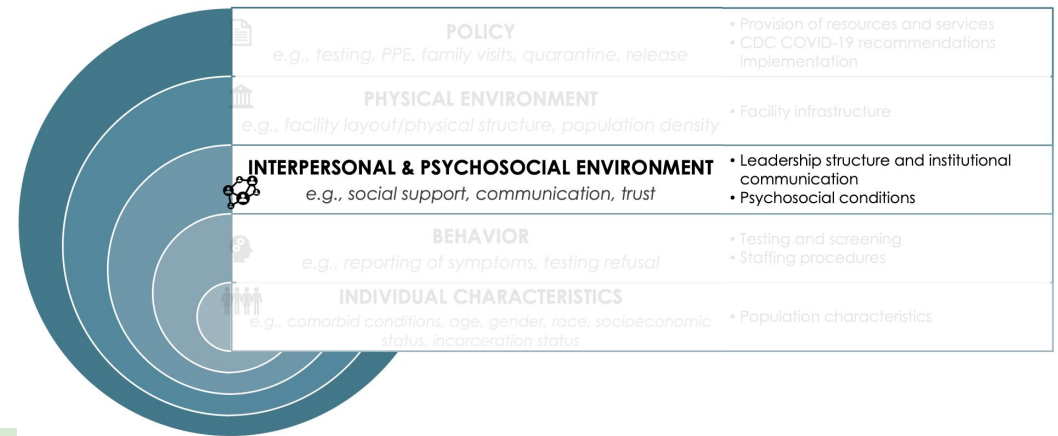 POLICY
e.g., testing, PPE, family visits, quarantine, release
• Provision of resources and services
• CDC COVID-19 recommendations
implementation
PHYSICAL ENVIRONMENT
e.g., facility layout/physical structure, population density
• Facility infrastructure
INTERPERSONAL & PSYCHOSOCIAL ENVIRONMENT
e.g., social support, communication, trust
• Leadership structure and institutional
communication
• Psychosocial conditions
BEHAVIOR
e.g., reporting of symptoms, testing refusal
• Testing and screening
• Staffing procedures
INDIVIDUAL CHARACTERISTICS
e.g., comorbid conditions, age, gender, race, socioeconomic
status, incarceration status
• Population characteristics